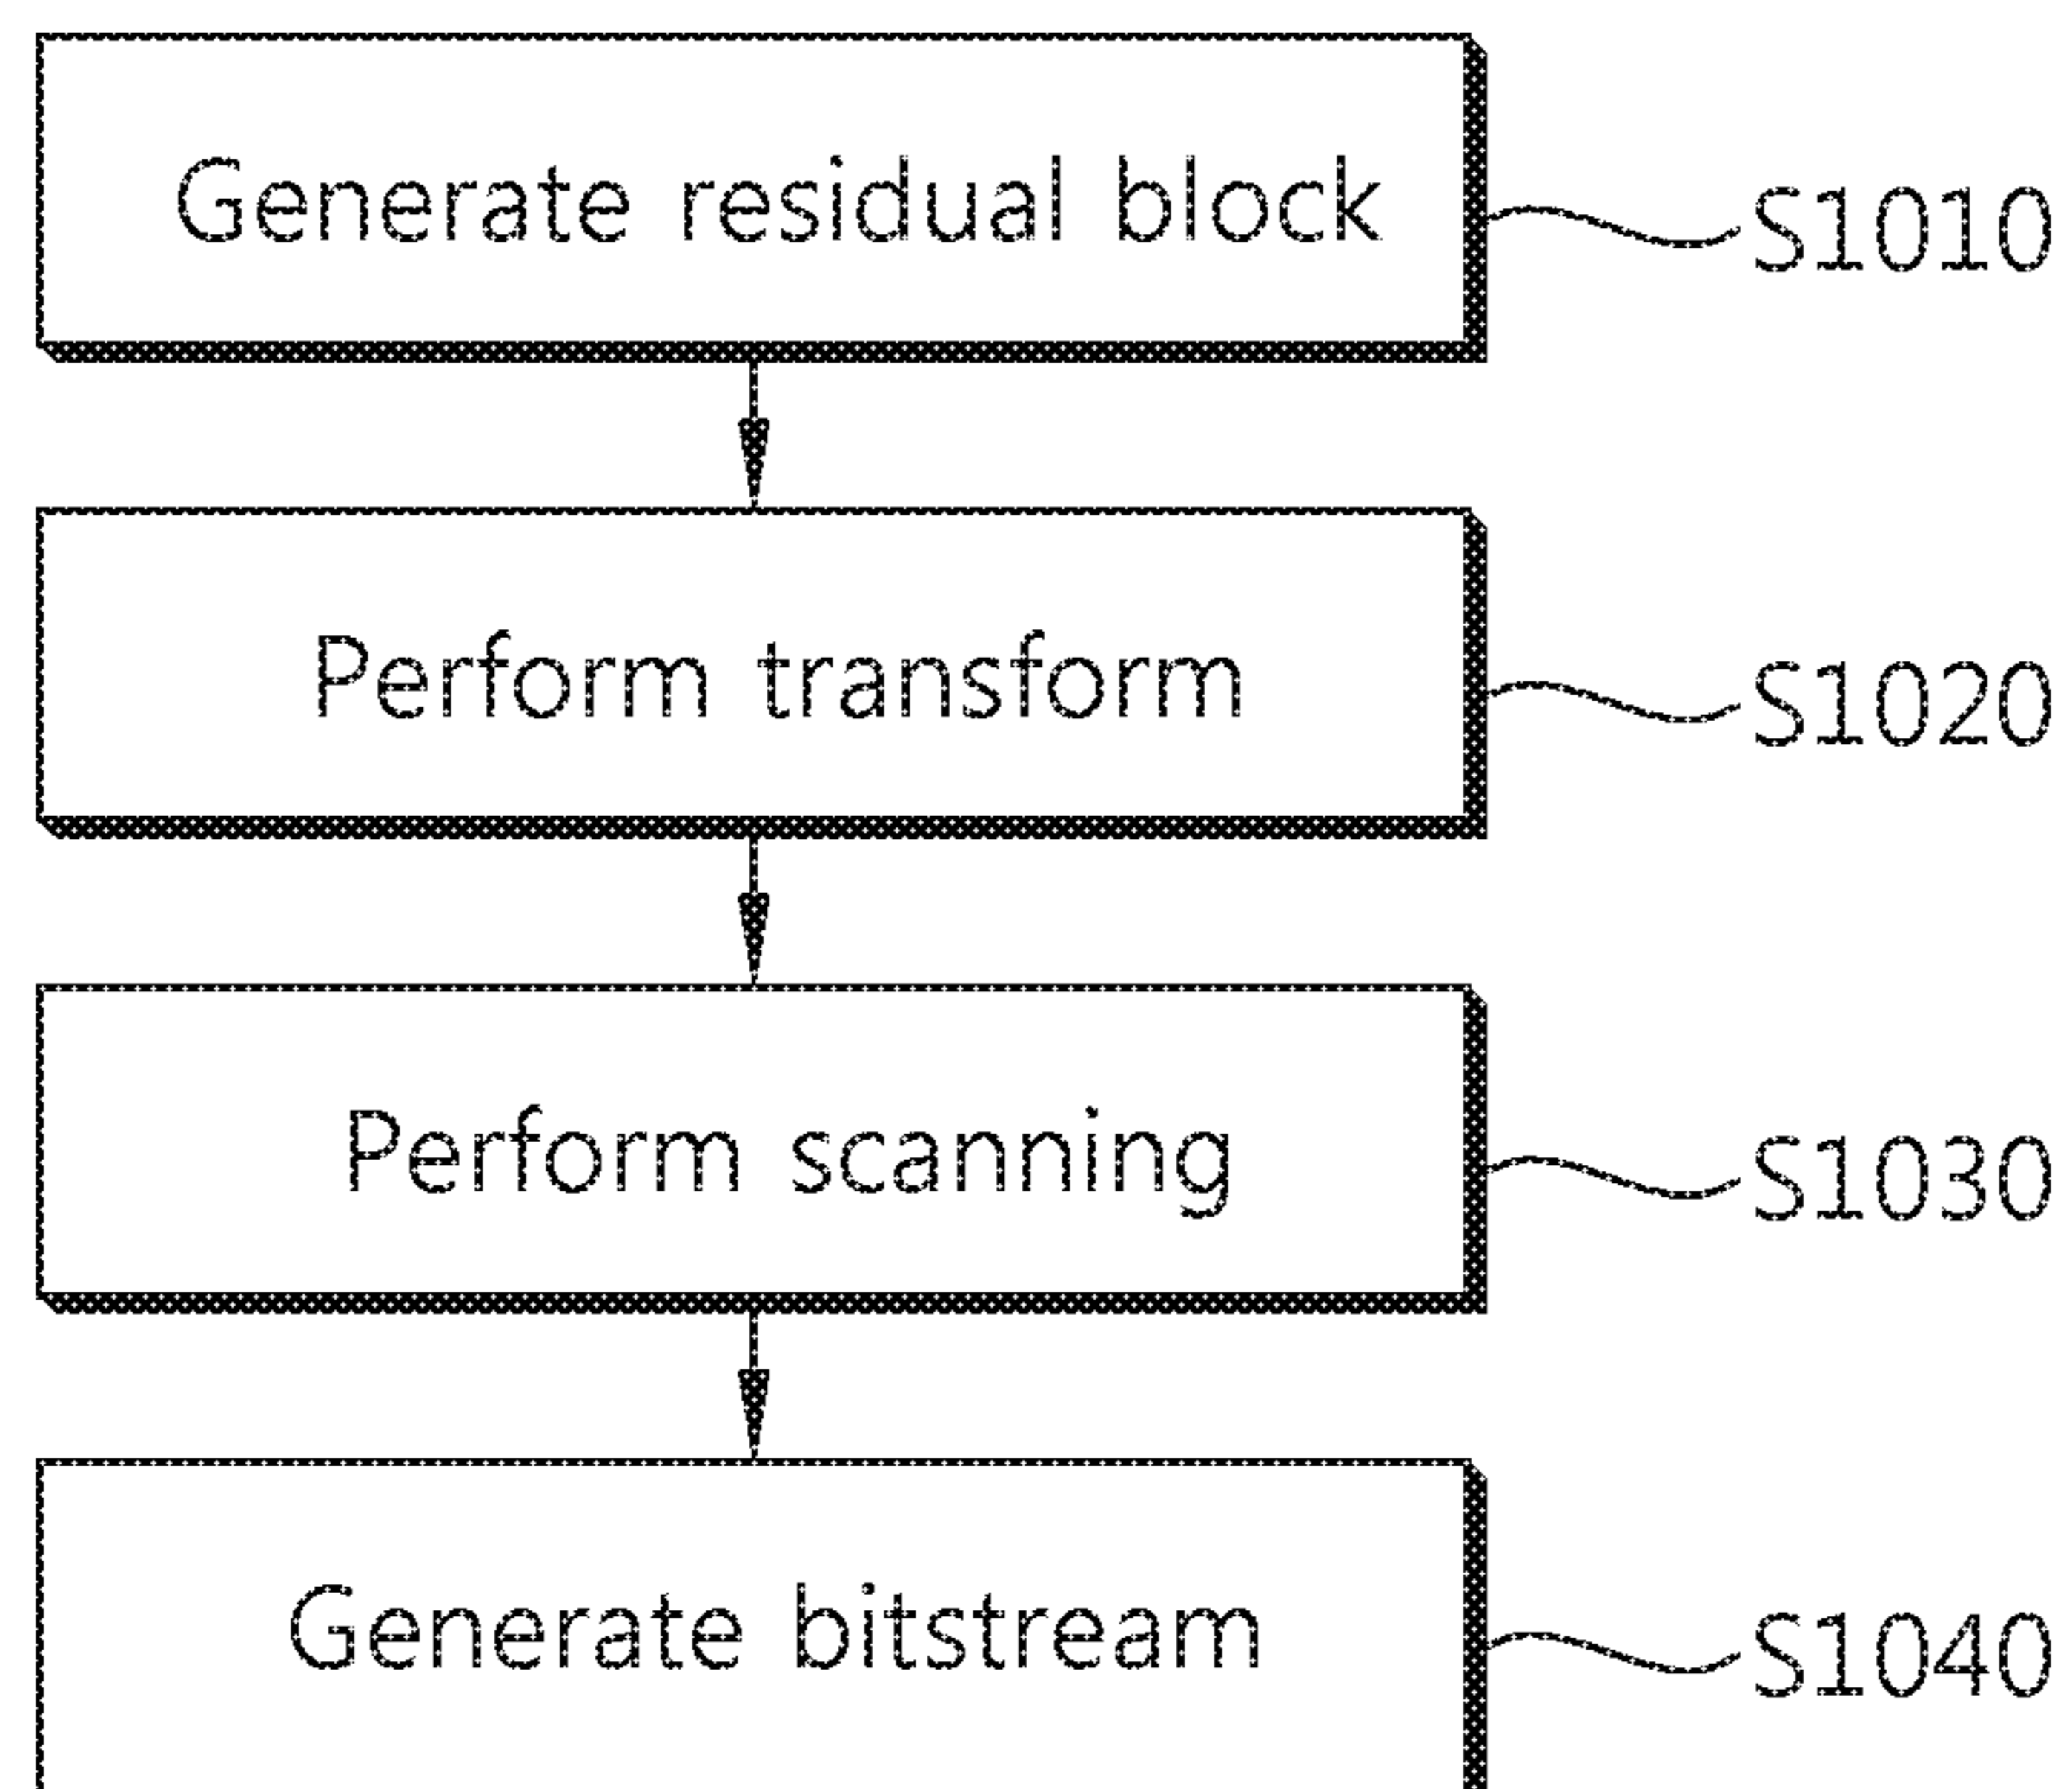 Generate residual block
S1010
Perform transform
S1020
Perform scanning
S1030
Generate bitstream
S1040